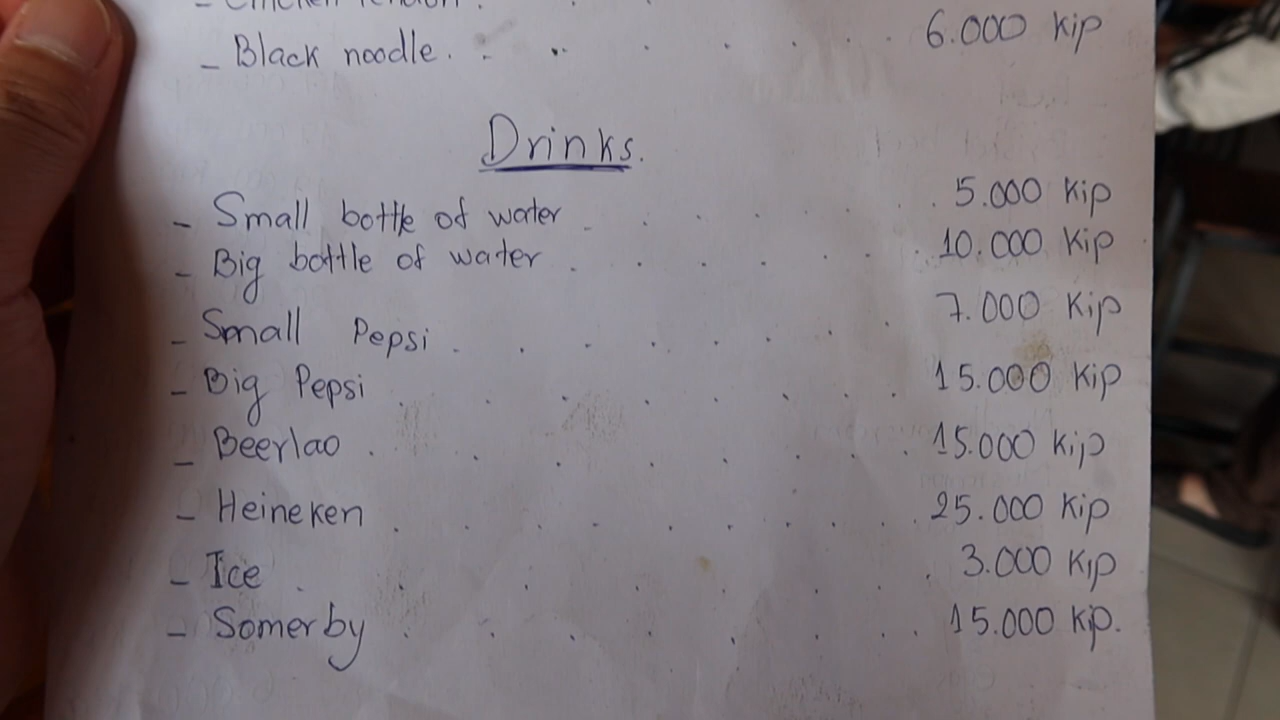 - Black noodle. . . . . . . . 6.000 Kip
Drinks.
- Small bottle of water . . . . . . 5.000 Kip
- Big bottle of water . . . . . . . 10.000 Kip
- Small Pepsi . . . . . . . . 7.000 Kip
- Big Pepsi . . . . . . . . 15.000 Kip
- Beerlao . . . . . . . . 15.000 Kip
- Heineken . . . . . . . . . 25.000 Kip
- Ice . . . . . . . . 3.000 Kip
- Somerby . . . . . . . . 15.000 Kip.